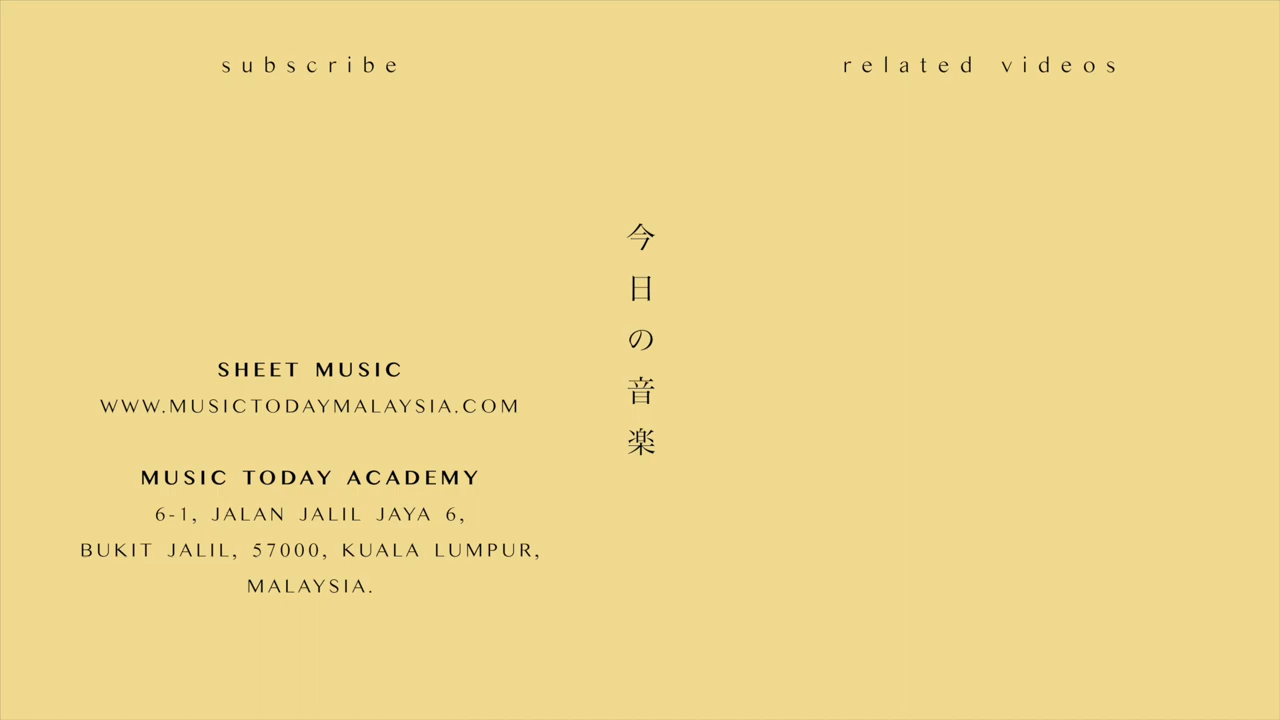 subscribe
related videos
今日の音楽
SHEET MUSIC
WWW.MUSICTODAYMALAYSIA.COM
MUSIC TODAY ACADEMY
6-1, JALAN JALIL JAYA 6,
BUKIT JALIL, 57000, KUALA LUMPUR,
MALAYSIA.